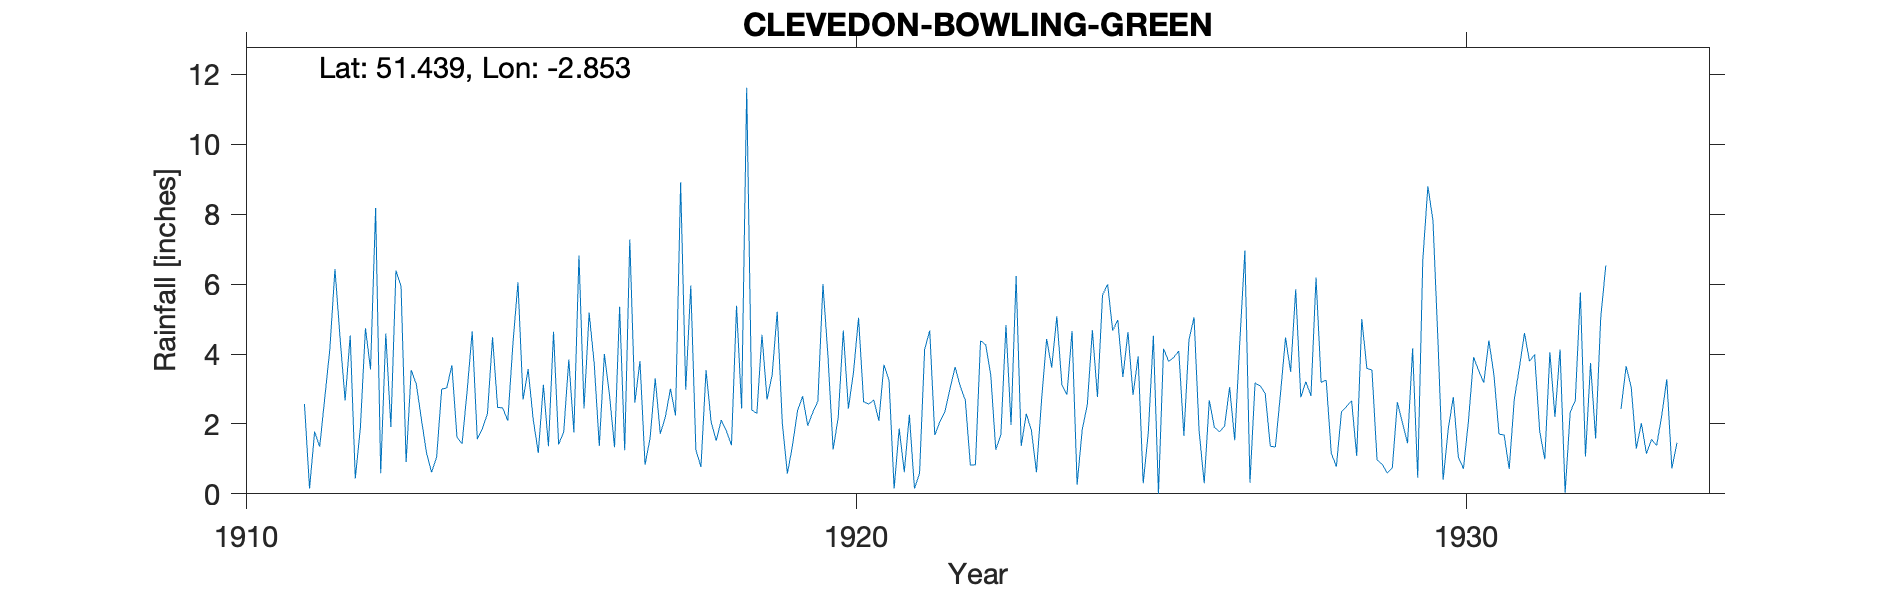 CLEVEDON-BOWLING-GREEN
Lat: 51.439, Lon: -2.853
12
10
8
6
4
2
0
Rainfall [inches]
1910 1920 1930
Year